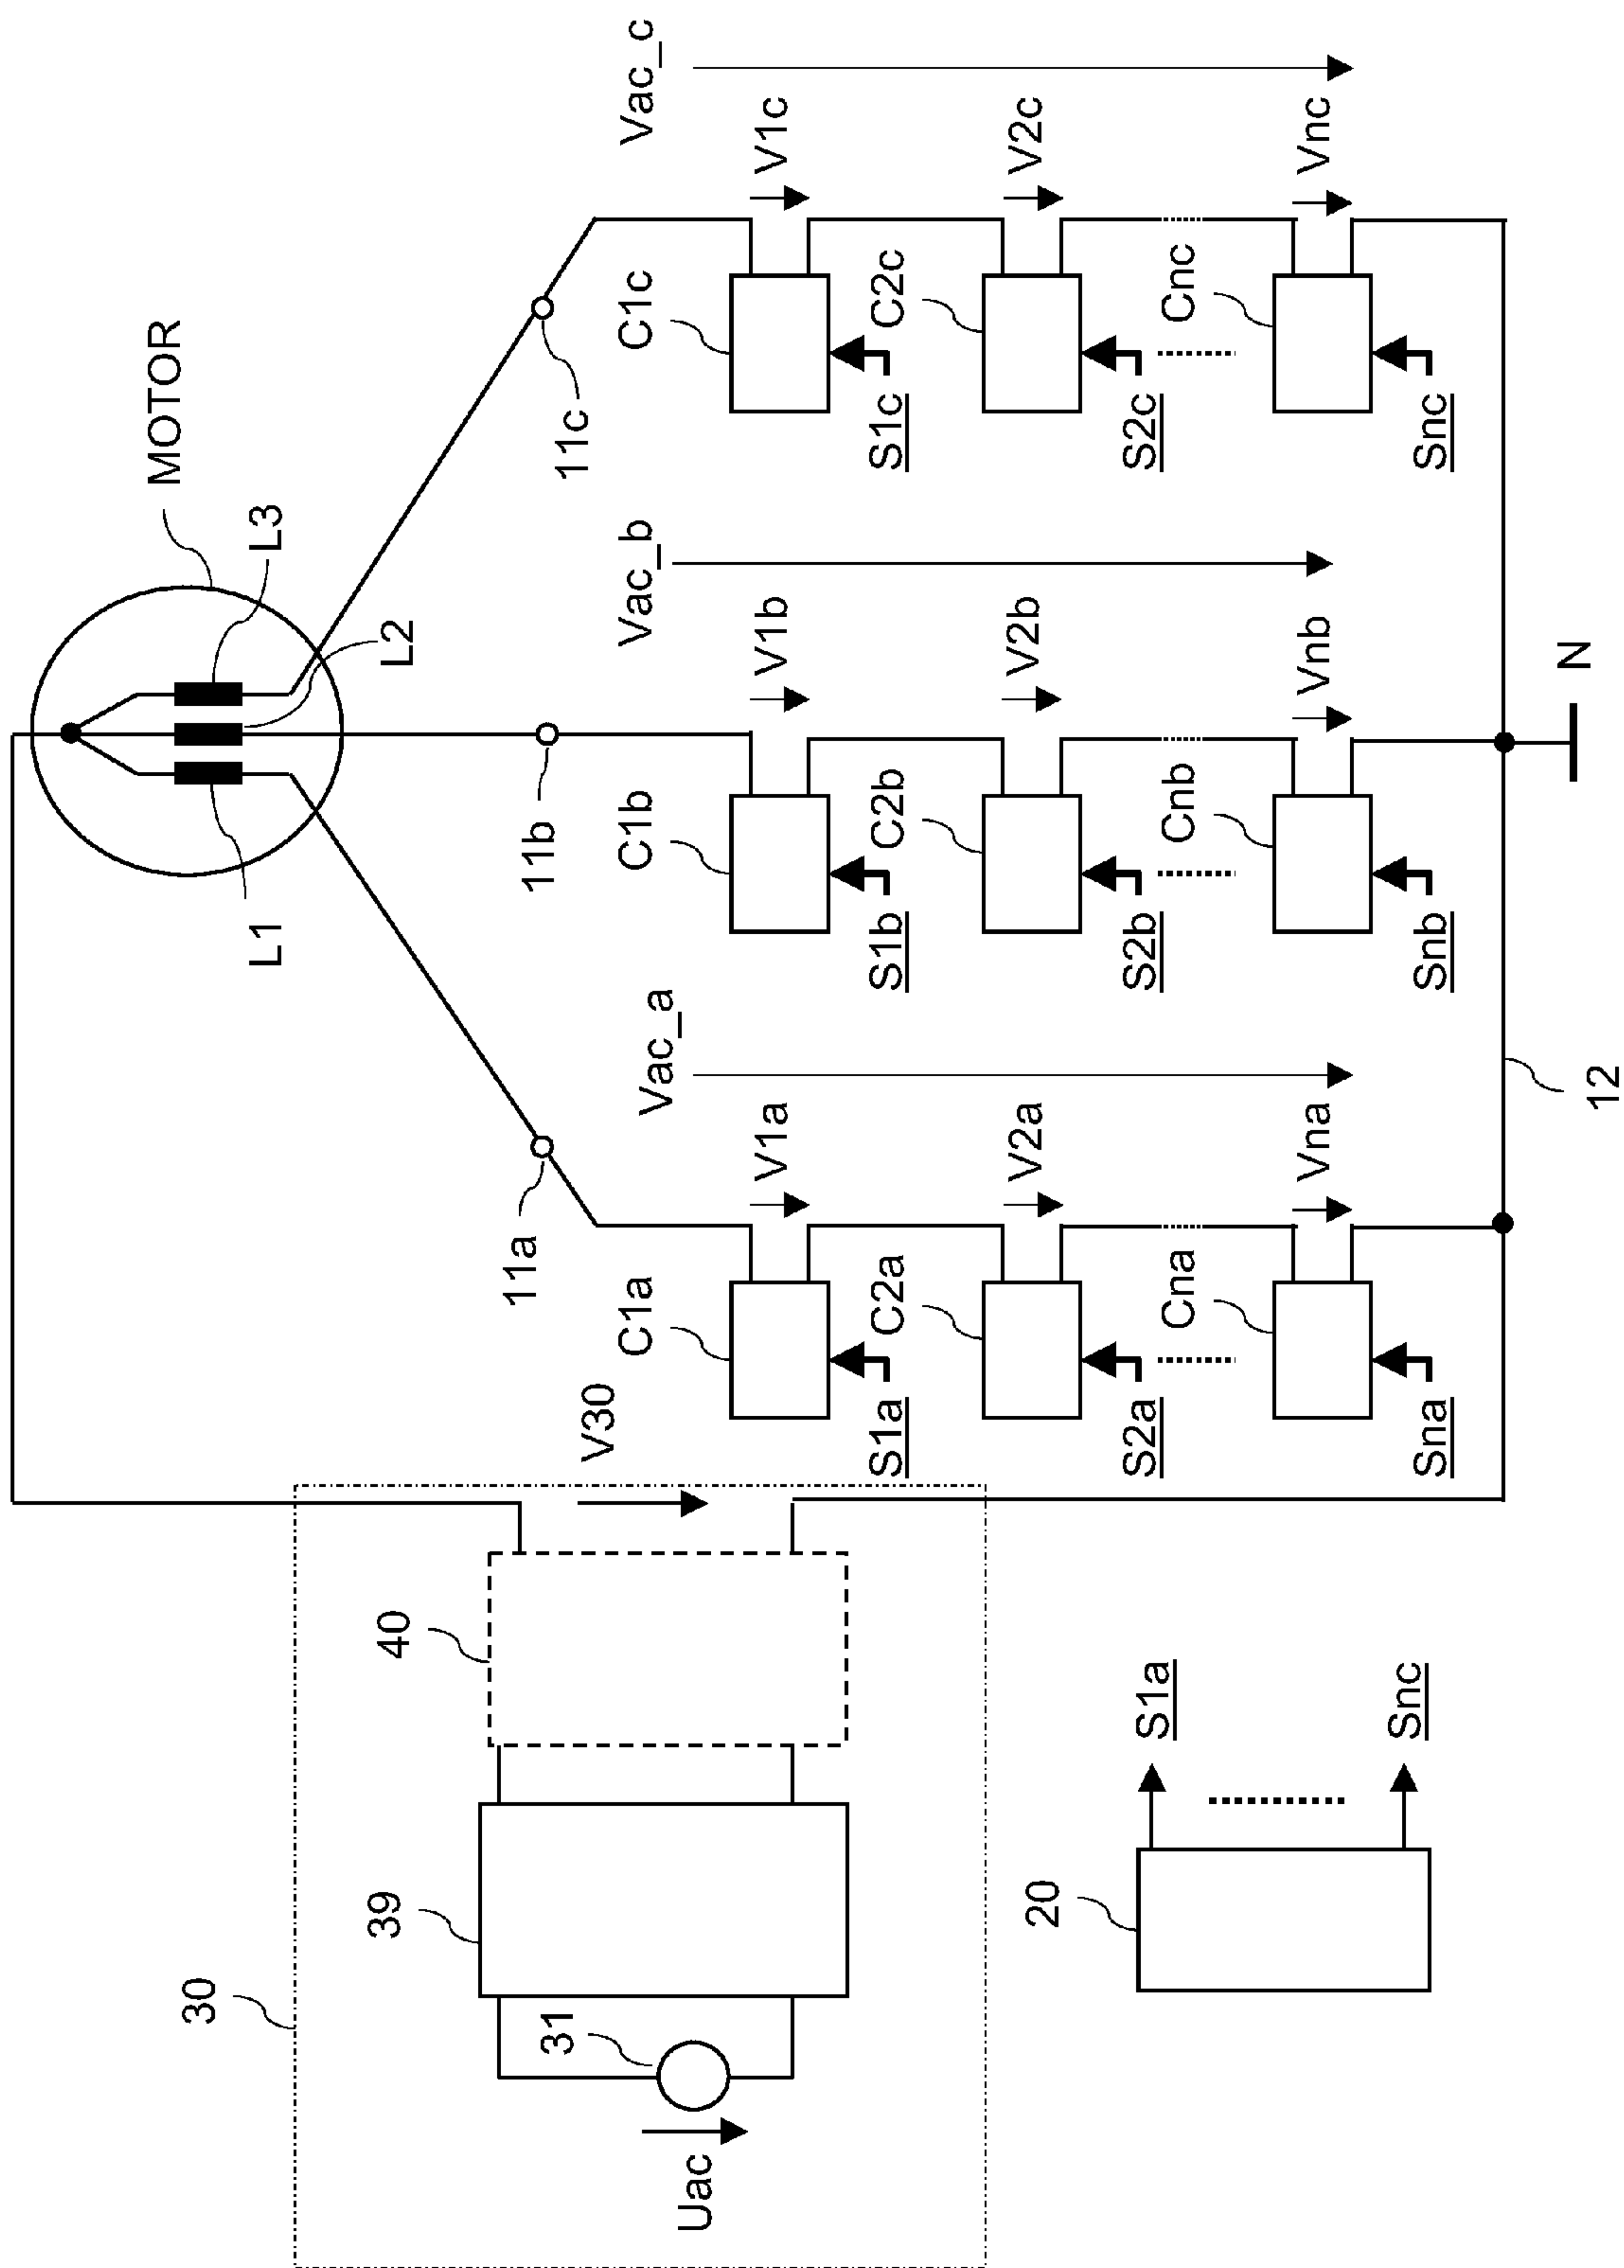 MOTOR
L1
L2
L3
11a
11b
11c
30
39
40
31
Uac
V30
Vac_a
Vac_b
Vac_c
C1a
V1a
C1b
V1b
C1c
V1c
S1a
S1b
S1c
C2a
V2a
C2b
V2b
C2c
V2c
S2a
S2b
S2c
Cna
Vna
Cnb
Vnb
Cnc
Vnc
Sna
Snb
Snc
20
S1a
Snc
12
N